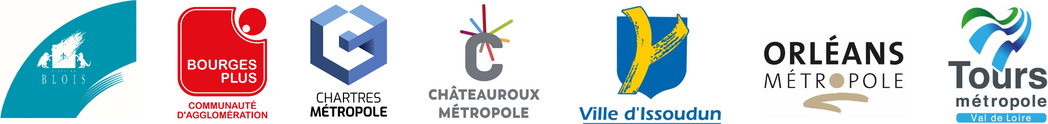 BLOIS
BOURGES
PLUS
COMMUNAUTÉ
D'AGGLOMÉRATION
CHARTRES
MÉTROPOLE
CHÂTEAUROUX
MÉTROPOLE
Ville d'Issoudun
ORLÉANS
MÉTROPOLE
Tours
métropole
Val de Loire